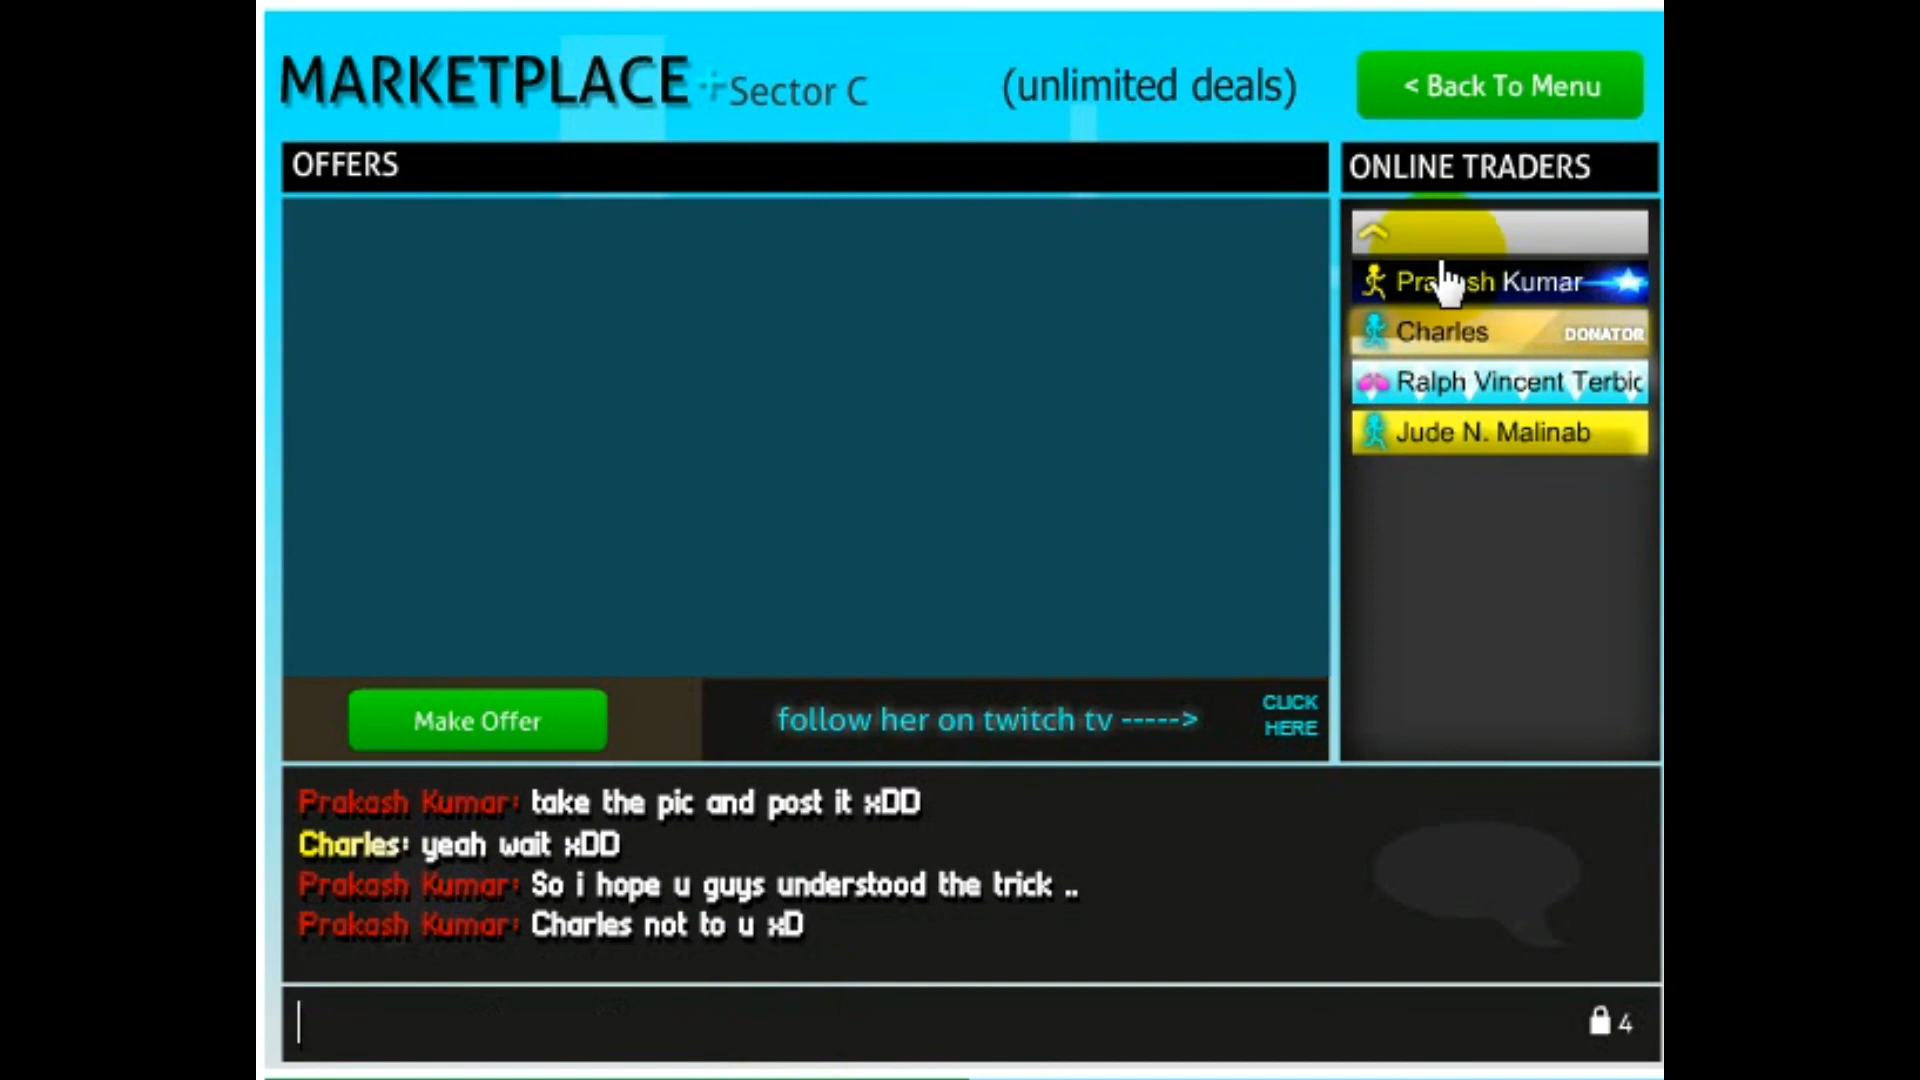 MARKETPLACE + Sector C (unlimited deals) < Back To Menu
OFFERS
ONLINE TRADERS
Kumar
Charles DONATOR
Ralph Vincent Terbic
Jude N. Malinab
Make Offer
follow her on twitch tv ----->
CLICK
HERE
Prakash Kumar: take the pic and post it xDD
Charles: yeah wait xDD
Prakash Kumar: So i hope u guys understood the trick ..
Prakash Kumar: Charles not to u xD
4